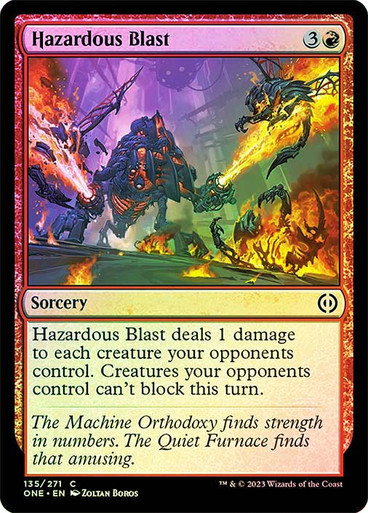 Hazardous Blast 3
Sorcery
Hazardous Blast deals 1 damage
to each creature your opponents
control. Creatures your opponents
control can't block this turn.
The Machine Orthodoxy finds strength
in numbers. The Quiet Furnace finds
that amusing.
135/271 C
ONE • EN Zoltan Boros
™ & © 2023 Wizards of the Coast